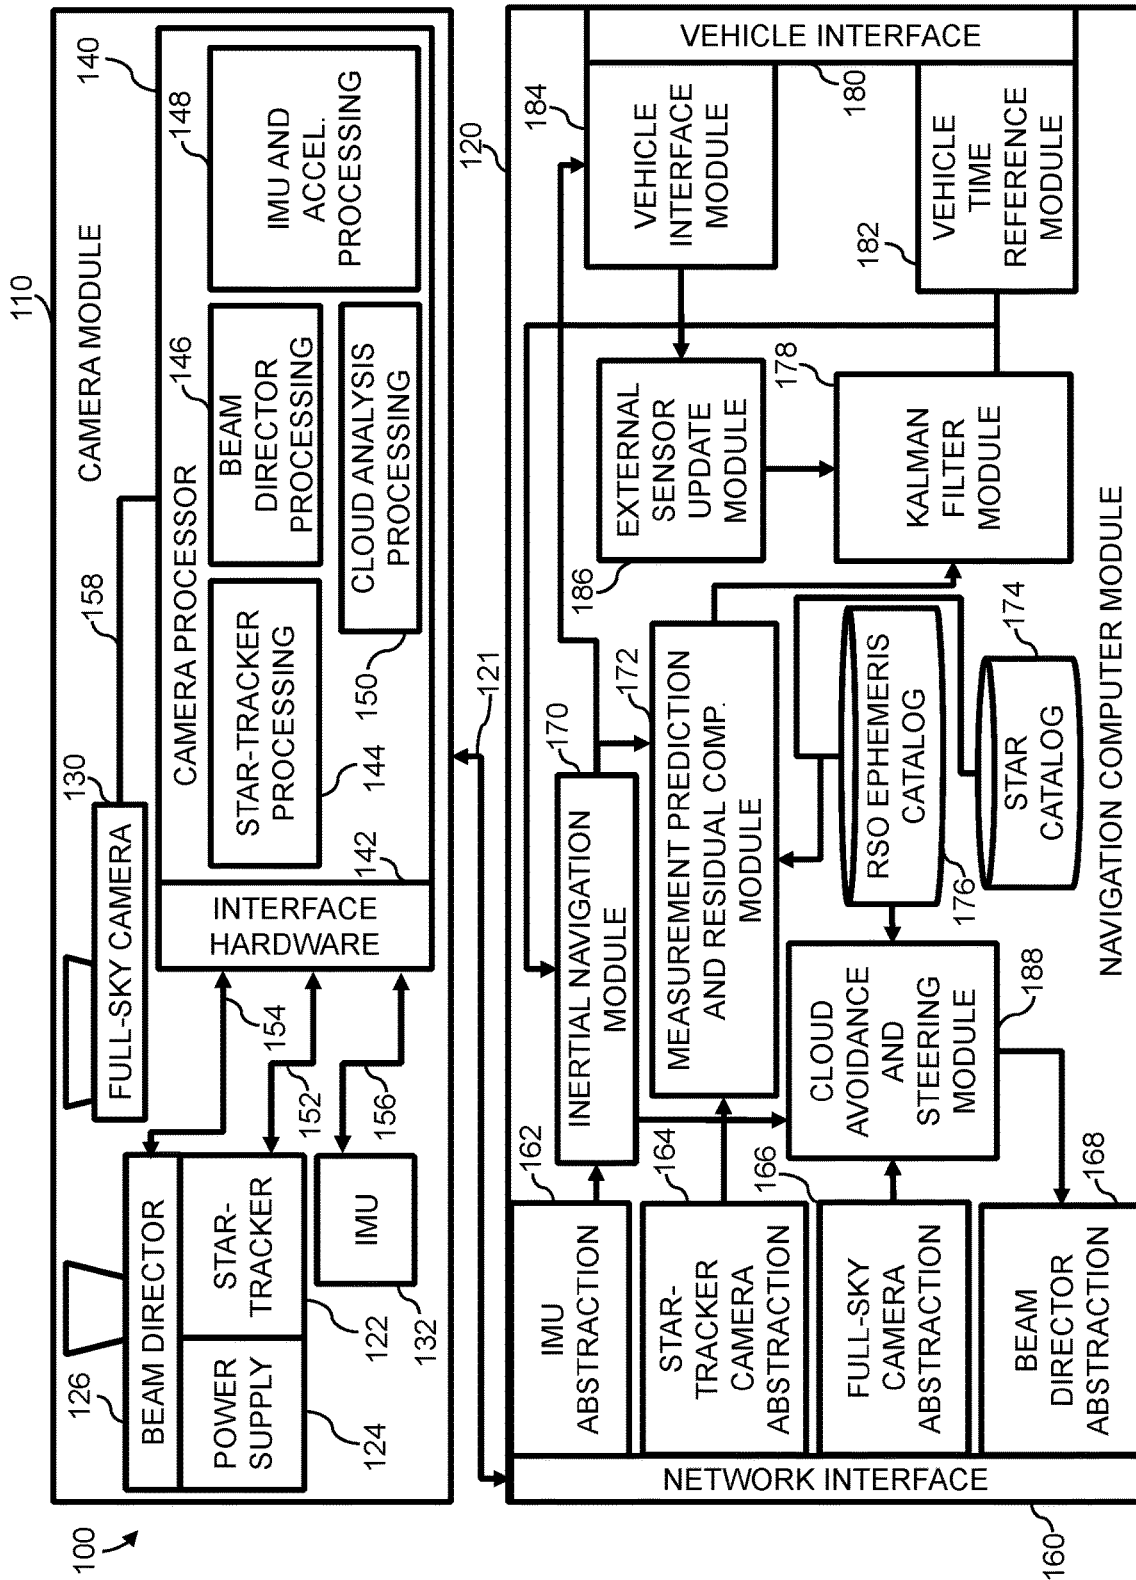 100
110
CAMERA MODULE
126
BEAM DIRECTOR
POWER
SUPPLY
124
STAR-
TRACKER
122
IMU
132
FULL-SKY CAMERA
130
158
154
152
156
140
CAMERA PROCESSOR
INTERFACE
HARDWARE
142
STAR-TRACKER
PROCESSING
144
146
BEAM
DIRECTOR
PROCESSING
148
IMU AND
ACCEL.
PROCESSING
CLOUD ANALYSIS
PROCESSING
150
121
120
NETWORK INTERFACE
160
162
IMU
ABSTRACTION
164
STAR-
TRACKER
CAMERA
ABSTRACTION
166
FULL-SKY
CAMERA
ABSTRACTION
168
BEAM
DIRECTOR
ABSTRACTION
170
INERTIAL NAVIGATION
MODULE
172
MEASUREMENT PREDICTION
AND RESIDUAL COMP.
MODULE
CLOUD
AVOIDANCE
AND
STEERING
MODULE
188
RSO EPHEMERIS
CATALOG
176
STAR
CATALOG
174
EXTERNAL
SENSOR
UPDATE
MODULE
186
178
KALMAN
FILTER
MODULE
184
VEHICLE
INTERFACE
MODULE
182
VEHICLE
TIME
REFERENCE
MODULE
VEHICLE INTERFACE
180
NAVIGATION COMPUTER MODULE